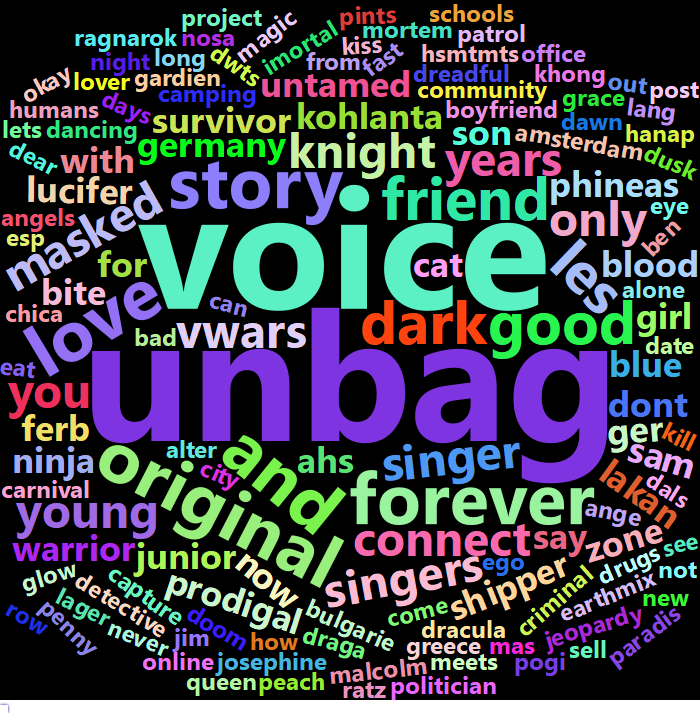 project
pints
schools
ragnarok
nosa
magic
imortal
kiss
mortem
patrol
night
long
dwts
from
fast
hsmtmts
office
okay
lover
gardien
untamed
dreadful
khong
out
post
humans
days
camping
community
grace
lang
lets
dancing
survivor
kohlanta
boyfriend
dawn
hanap
dear
with
germany
knight
son
amsterdam
dusk
years
lucifer
story
friend
phineas
angels
masked
voice
only
eye
esp
for
cat
les
blood
ben
bite
love
can
alone
chica
bad
vwars
dark
good
girl
date
eat
you
unbag
blue
dont
ferb
ger
kill
ninja
alter
city
and
ahs
singer
sam
carnival
original
forever
lakan
dals
young
ange
warrior
junior
now
connect
say
zone
see
glow
detective
capture
prodigal
singers
ego
shipper
drugs
not
row
penny
lager
never
doom
bulgarie
come
criminal
earthmix
new
jim
how
draga
dracula
greece
mas
jeopardy
paradis
online
josephine
malcolm
meets
pogi
sell
queen
peach
ratz
politician